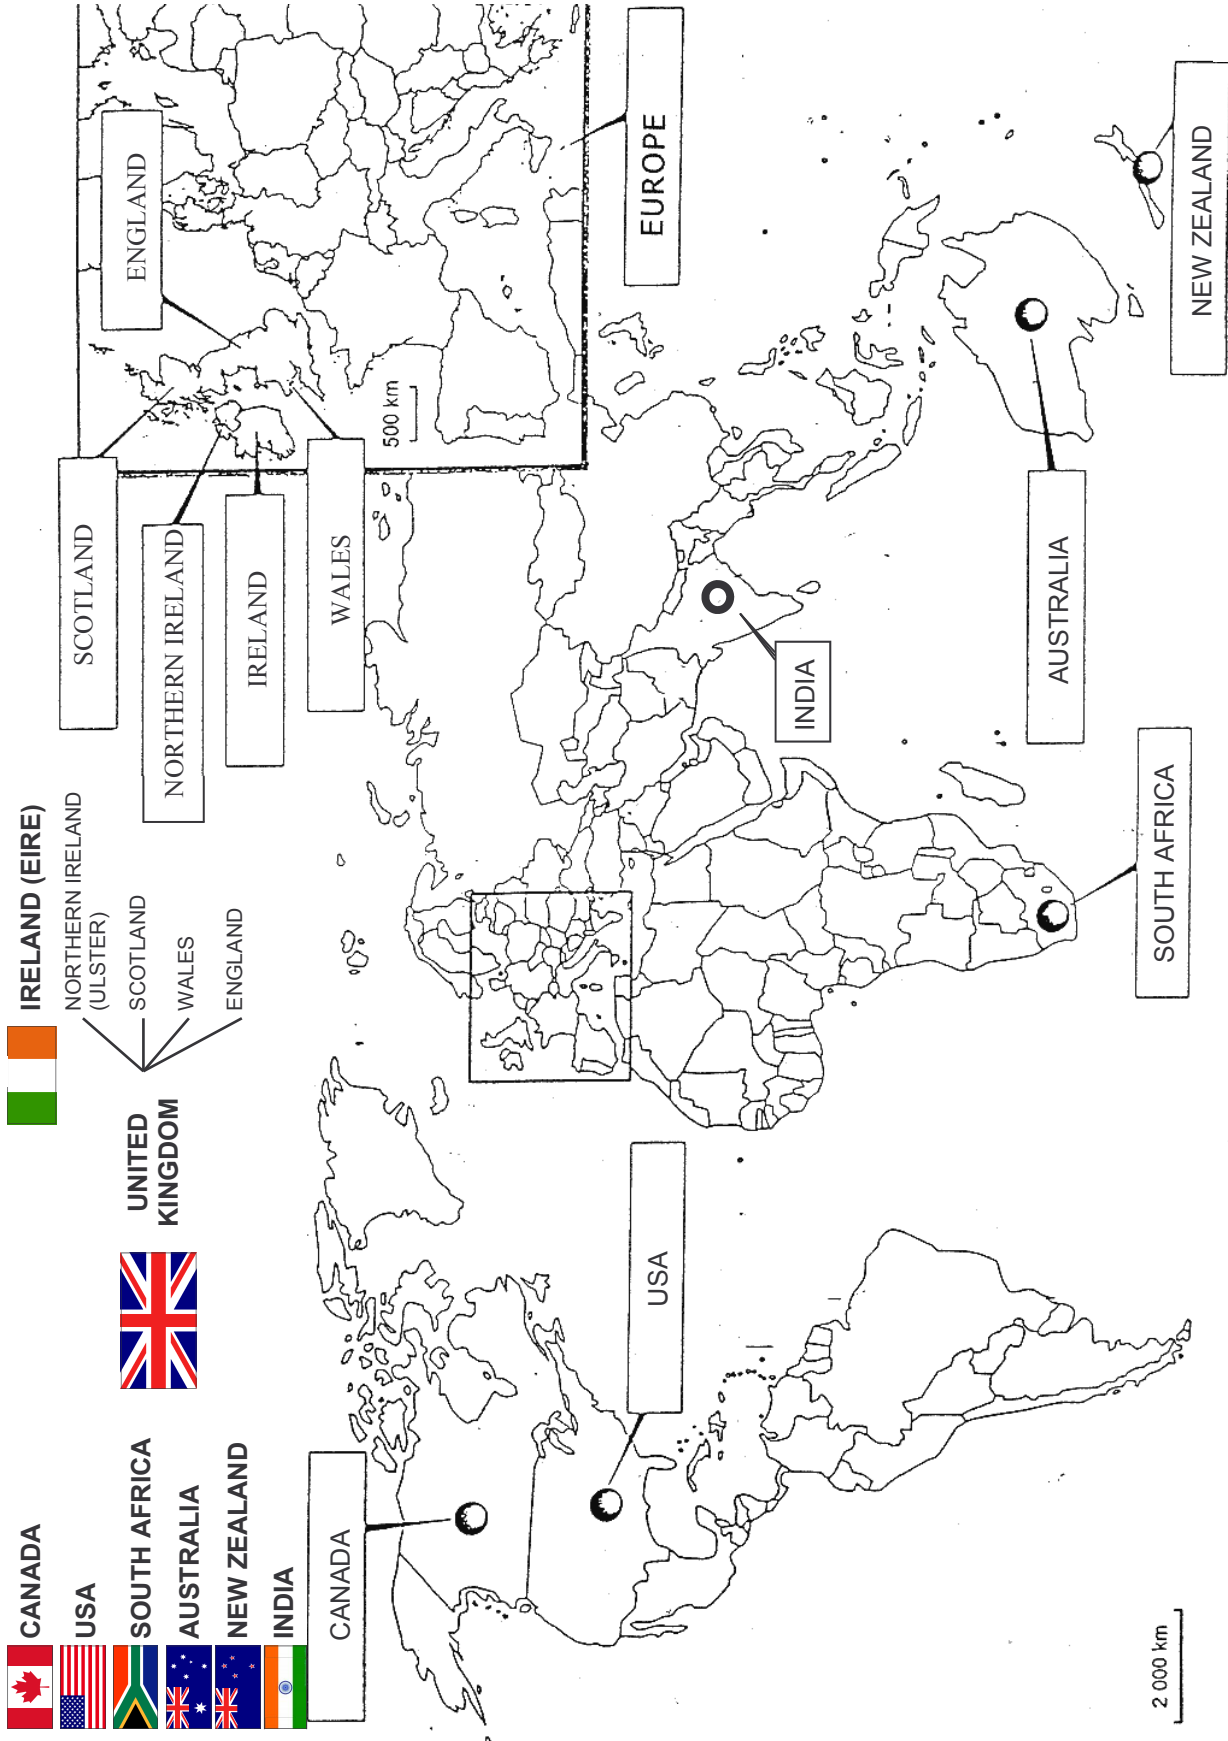 CANADA
USA
SOUTH AFRICA
AUSTRALIA
NEW ZEALAND
INDIA
UNITED
KINGDOM
IRELAND (EIRE)
NORTHERN IRELAND
(ULSTER)
SCOTLAND
WALES
ENGLAND
SCOTLAND
NORTHERN IRELAND
IRELAND
WALES
ENGLAND
500 km
EUROPE
CANADA
USA
INDIA
AUSTRALIA
SOUTH AFRICA
NEW ZEALAND
2 000 km